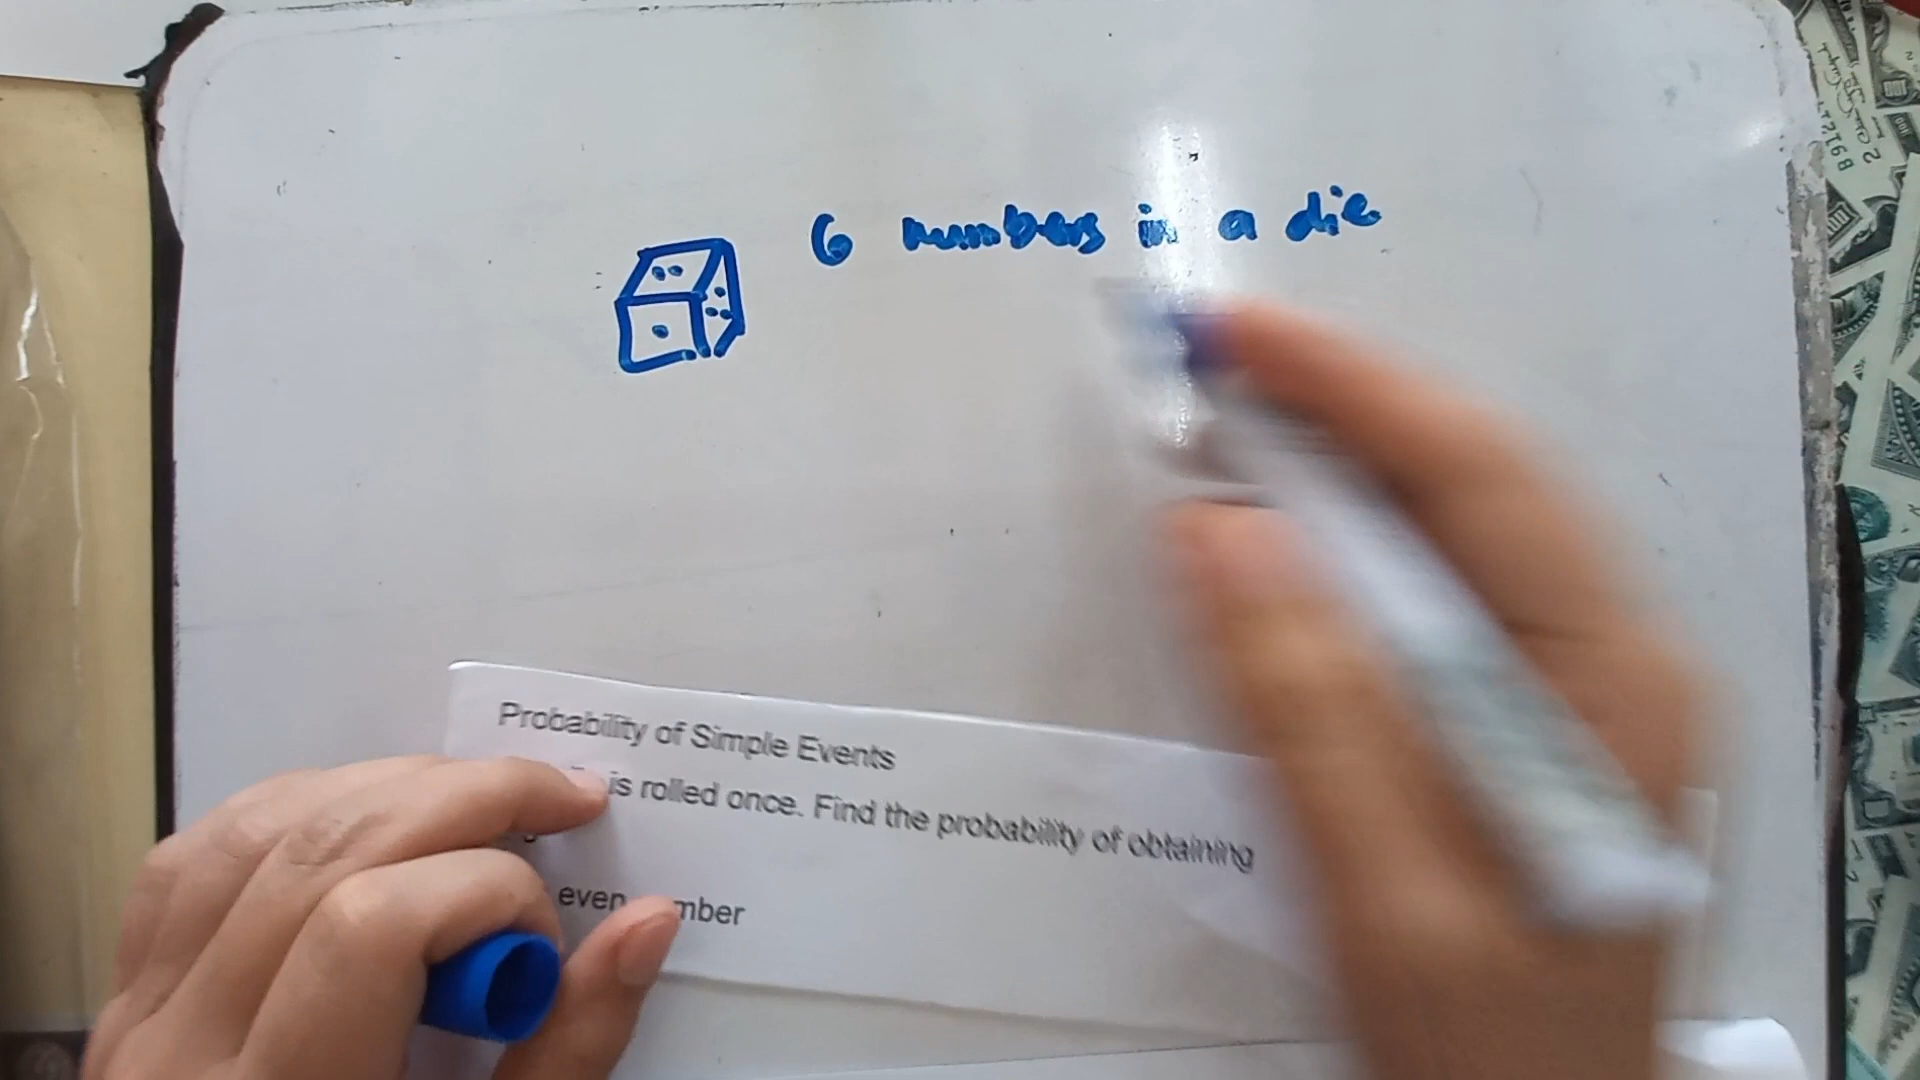 6 numbers in a die
Probability of Simple Events
is rolled once. Find the probability of obtaining
even mber